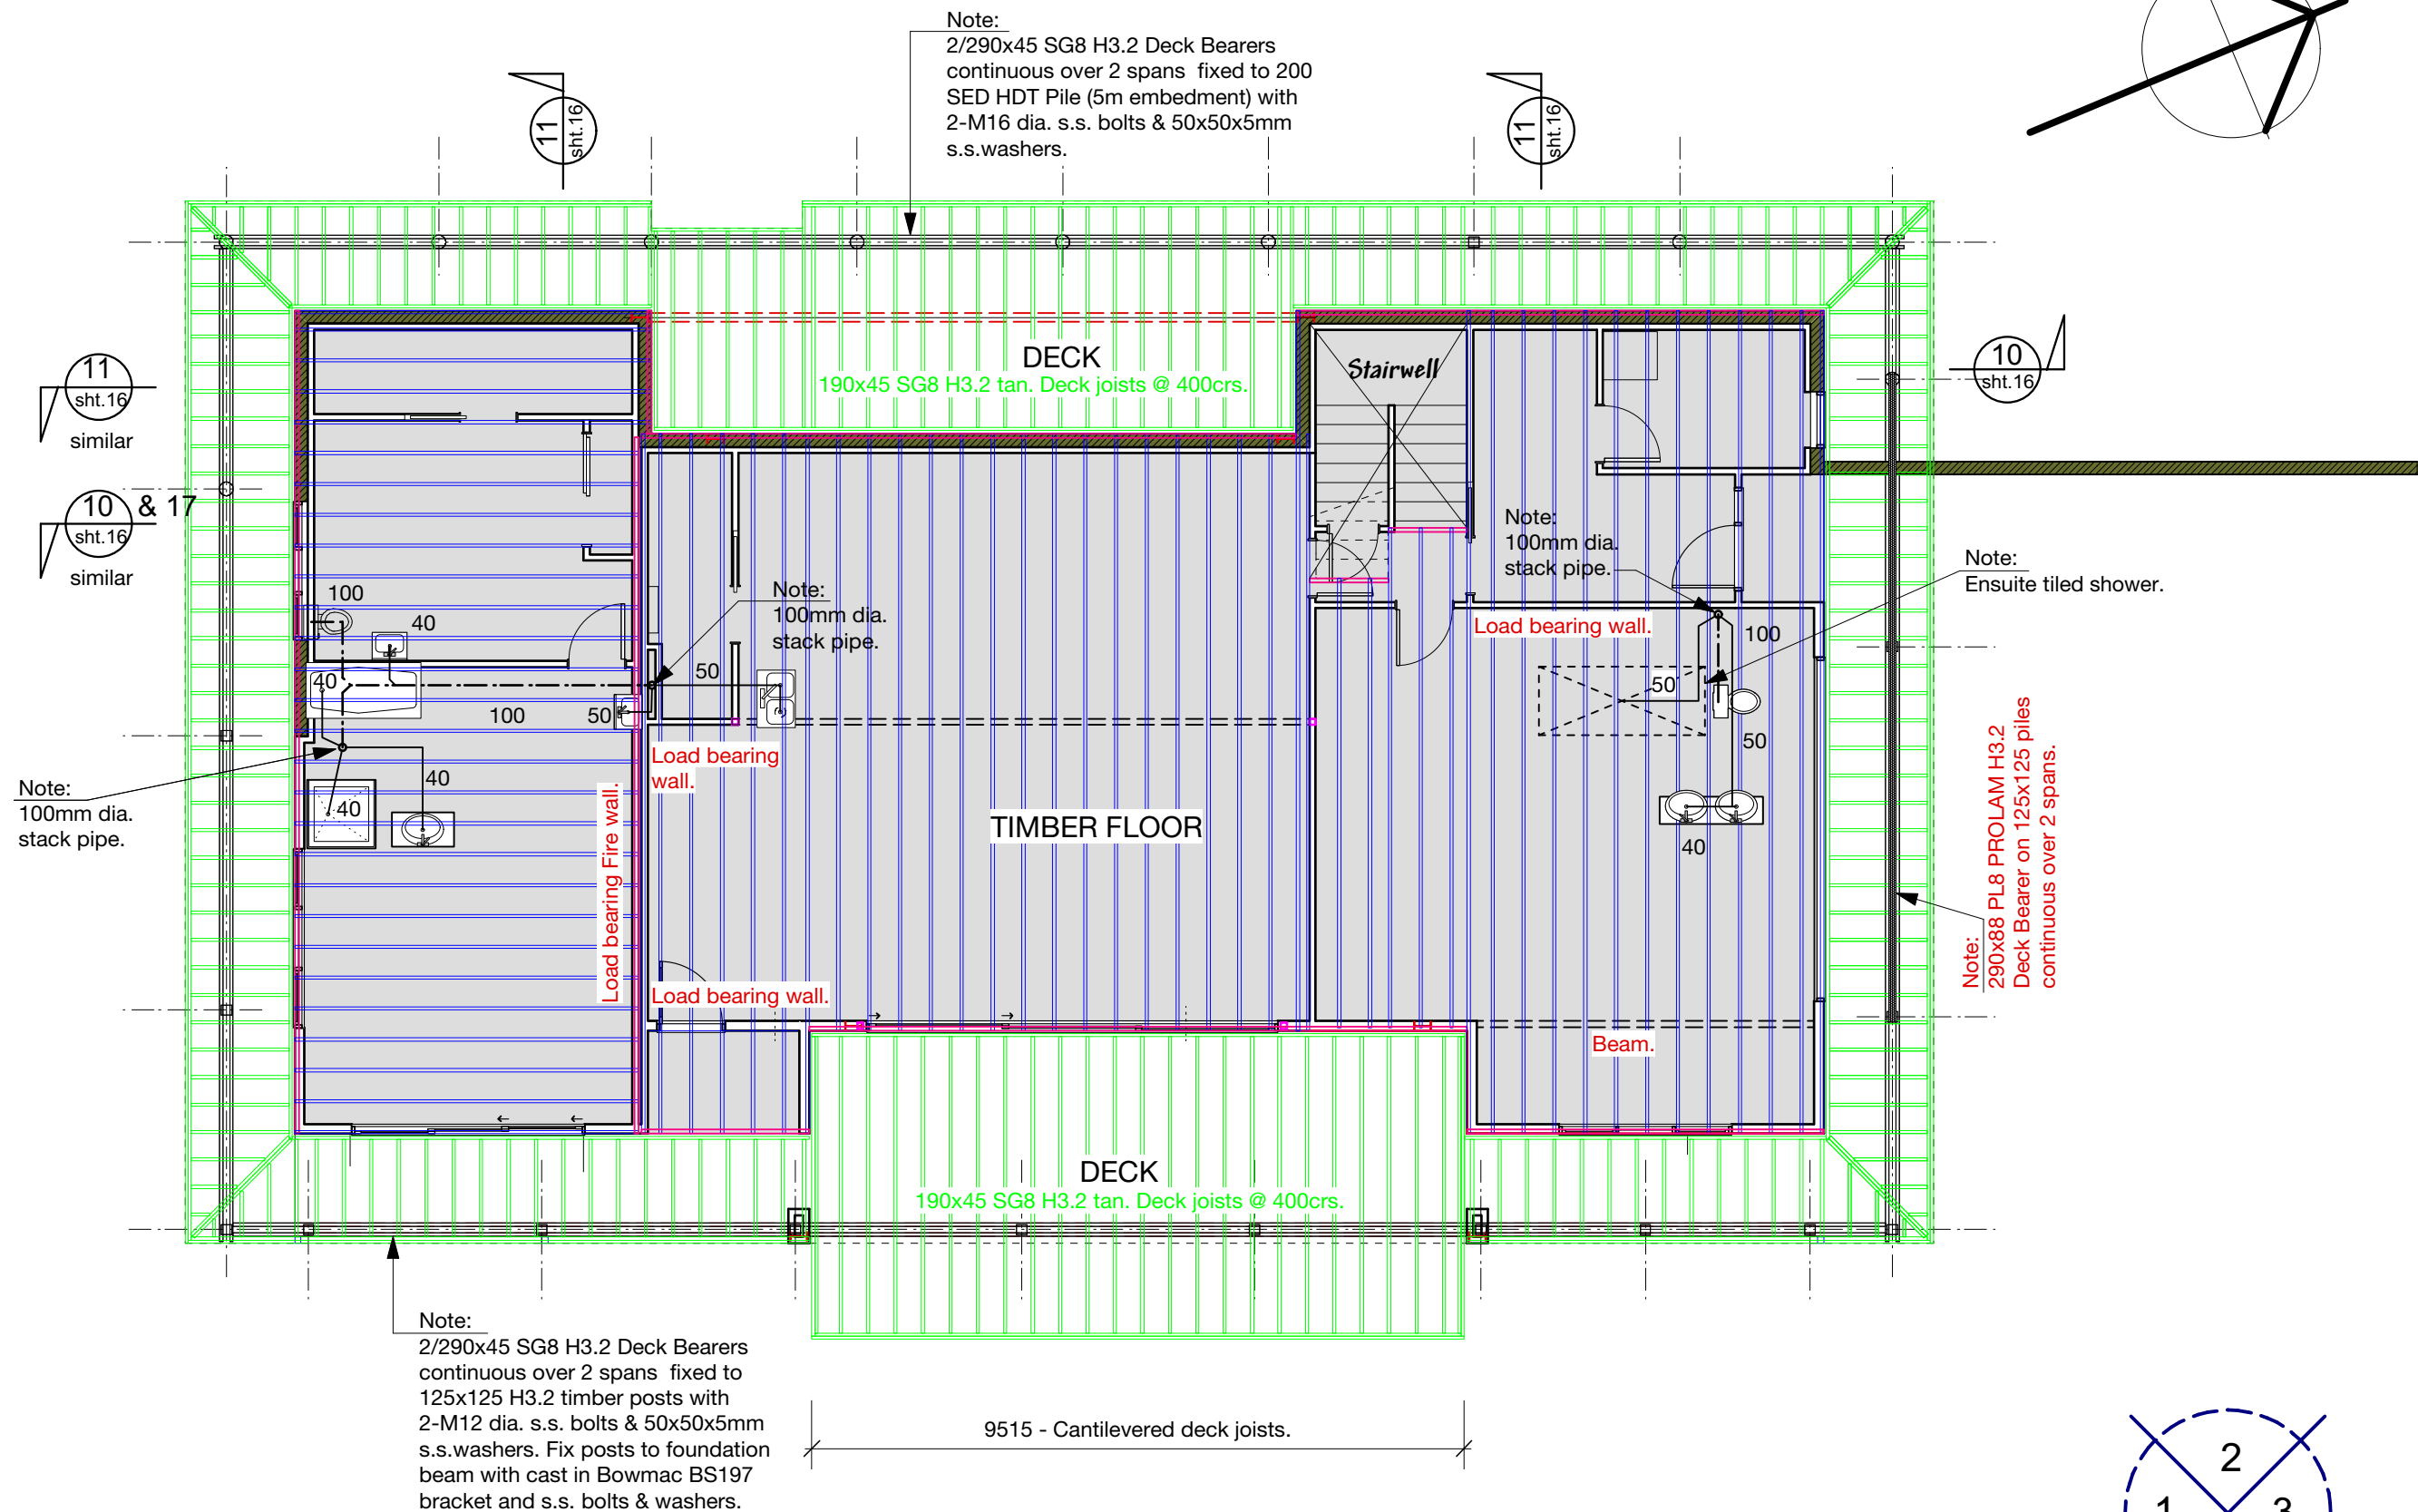 Note:
2/290x45 SG8 H3.2 Deck Bearers
continuous over 2 spans fixed to 200
SED HDT Pile (5m embedment) with
2-M16 dia. s.s. bolts & 50x50x5mm
s.s.washers.
11
sht.16
11
sht.16
DECK
190x45 SG8 H3.2 tan. Deck joists @ 400crs.
Stairwell
11
sht.16
similar
10
sht.16
10 & 17
sht.16
similar
Note:
100mm dia.
stack pipe.
Note:
Ensuite tiled shower.
Note:
100mm dia.
stack pipe.
100
40
Load bearing wall.
100
40
50
50
100
50
50
Load bearing
wall.
40
40
Note:
100mm dia.
stack pipe.
Load bearing Fire wall.
TIMBER FLOOR
40
Note:
290x88 PL8 PROLAM H3.2
Deck Bearer on 125x125 piles
continuous over 2 spans.
Load bearing wall.
Beam.
DECK
190x45 SG8 H3.2 tan. Deck joists @ 400crs.
Note:
2/290x45 SG8 H3.2 Deck Bearers
continuous over 2 spans fixed to
125x125 H3.2 timber posts with
2-M12 dia. s.s. bolts & 50x50x5mm
s.s.washers. Fix posts to foundation
beam with cast in Bowmac BS197
bracket and s.s. bolts & washers.
9515 - Cantilevered deck joists.
2
1
3